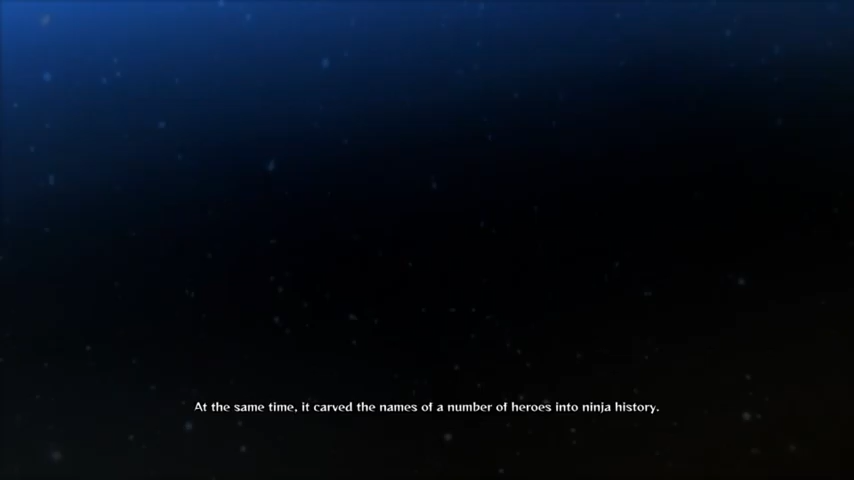 At the same time, it carved the names of a number of heroes into ninja history.